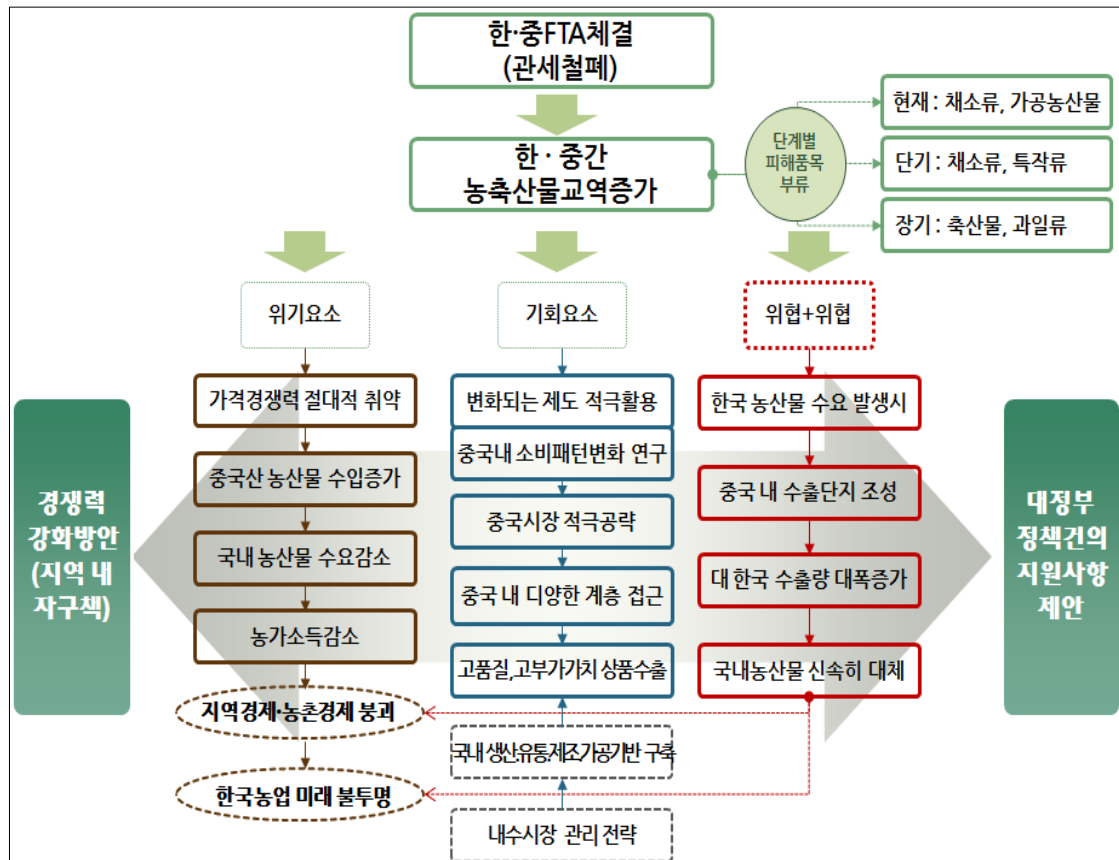 한·중FTA체결
(관세철폐)
한·중간
농축산물교역증가
단계별
피해품목
부류
현재 : 채소류, 가공농산물
단기 : 채소류, 특작류
장기 : 축산물, 과일류
위기요소
가격경쟁력 절대적 취약
중국산 농산물 수입증가
국내 농산물 수요감소
농가소득감소
지역경제·농촌경제 붕괴
한국농업 미래 불투명
기회요소
변화되는 제도 적극활용
중국내 소비패턴변화 연구
중국시장 적극공략
중국 내 디양한 계층 접근
고품질,고부가가치 상품수출
국내 생산유통제조가공기반 구축
내수시장 관리 전략
위협+위협
한국 농산물 수요 발생시
중국 내 수출단지 조성
대 한국 수출량 대폭증가
국내농산물 신속히 대체
경쟁력
강화방안
(지역 내
자구책)
대정부
정책건의
지원사항
제안